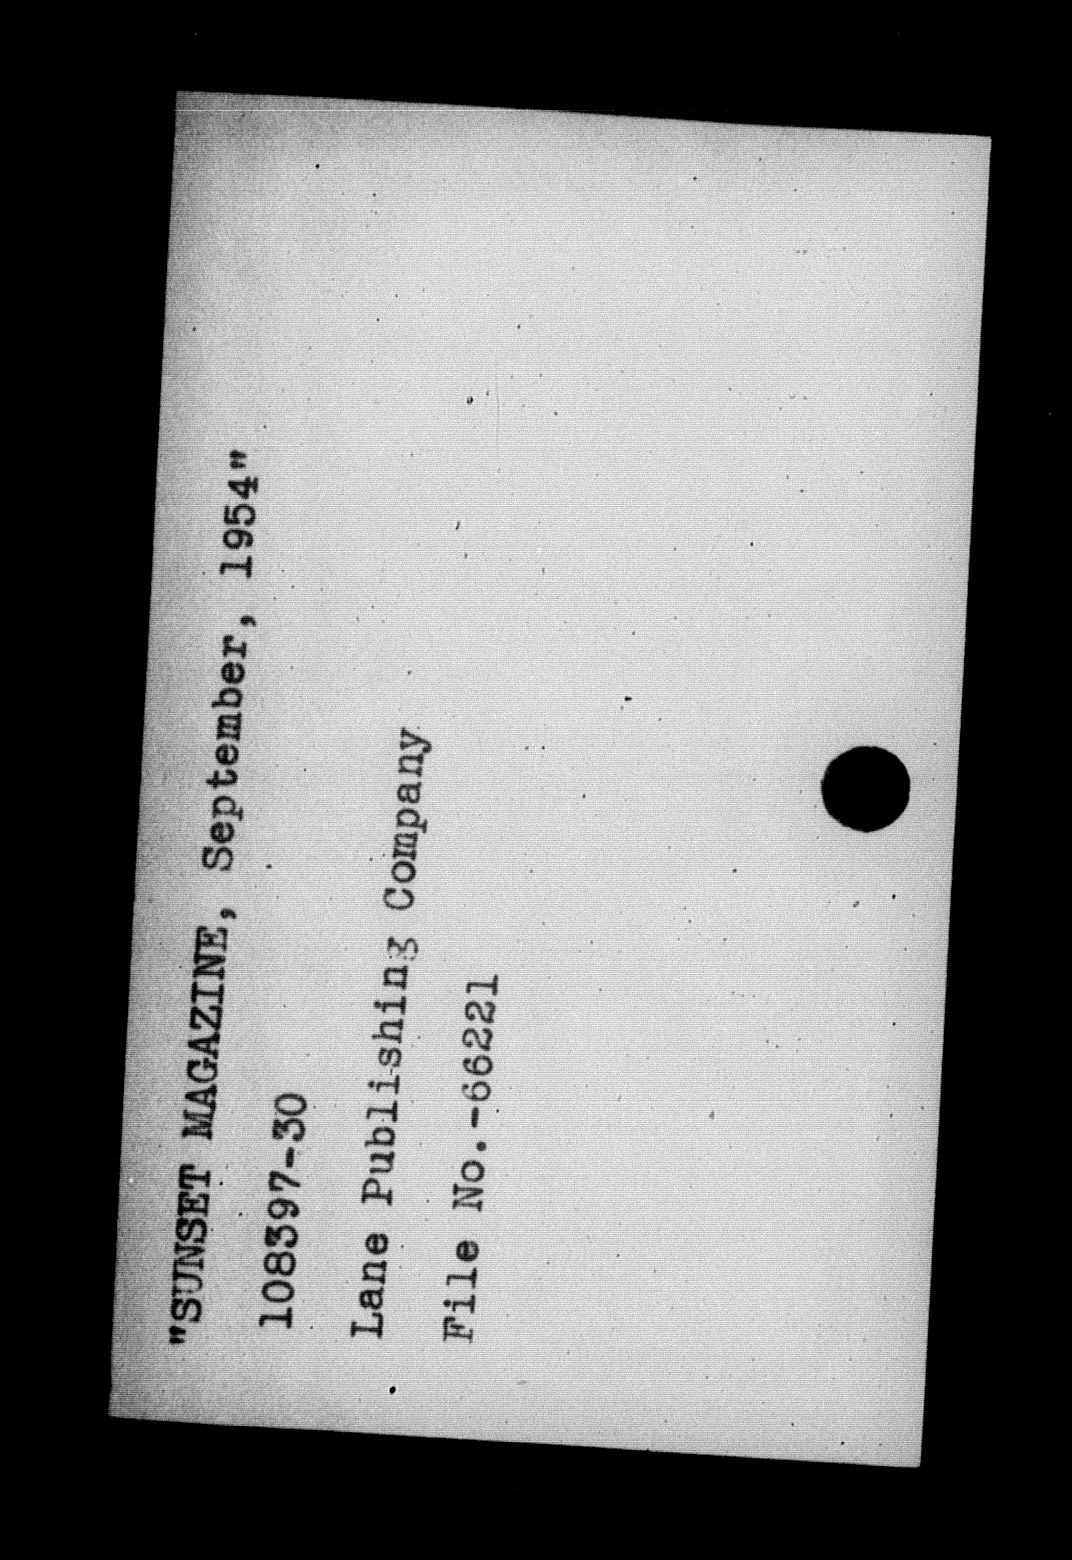 "SUNSET MAGAZINE, September, 1954"
108397-30
Lane Publishing Company
File No.-66221